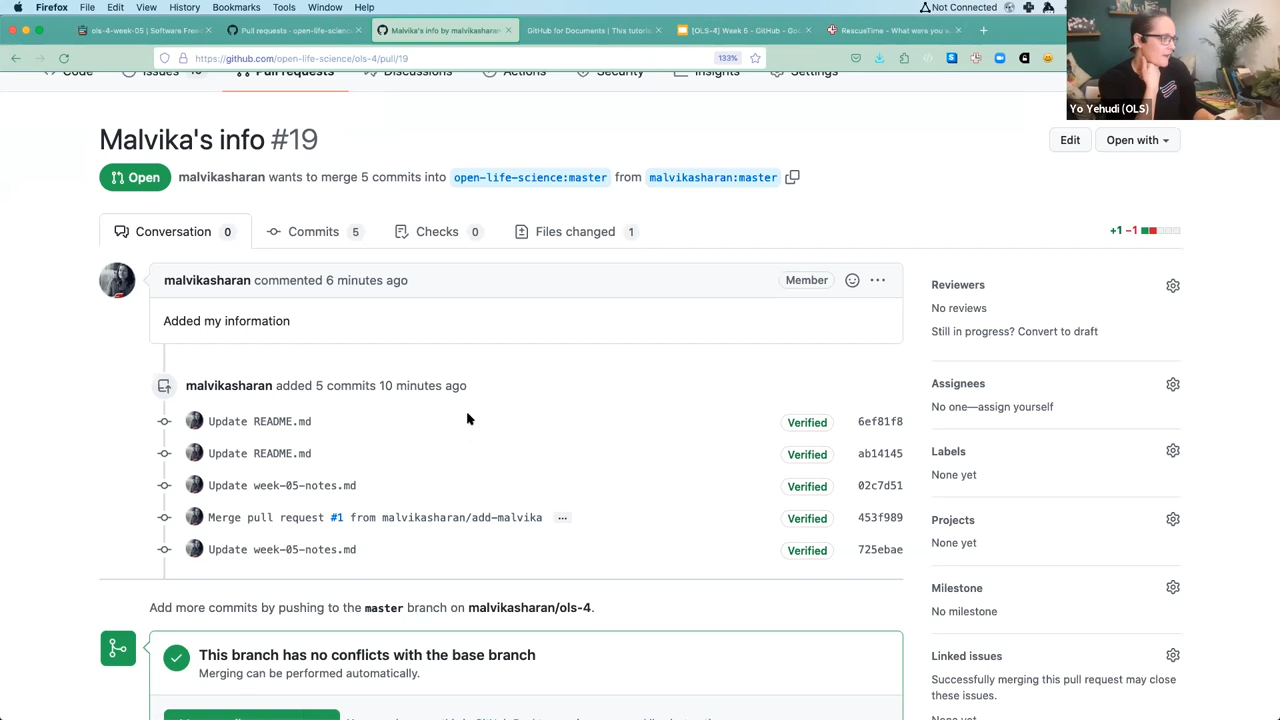 Firefox File Edit View History Bookmarks Tools Window Help
Not Connected
ols-4-week-05 | Software Free
Pull requests · open-life-scienc
Malvika's info by malvikasharan
GitHub for Documents | This tutoria
[OLS-4] Week 5 - GitHub - Go
RescueTime - What were you
https://github.com/open-life-science/ols-4/pull/19
133%
Yo Yehudi (OLS)
Code Issues Pull requests Discussions Actions Security Insights Settings
Malvika's info #19
Edit
Open with
Open
malvikasharan wants to merge 5 commits into open-life-science:master from malvikasharan:master
Conversation 0
Commits 5
Checks 0
Files changed 1
+1 −1
malvikasharan commented 6 minutes ago
Member
Added my information
malvikasharan added 5 commits 10 minutes ago
Update README.md Verified 6ef81f8
Update README.md Verified ab14145
Update week-05-notes.md Verified 02c7d51
Merge pull request #1 from malvikasharan/add-malvika … Verified 453f989
Update week-05-notes.md Verified 725ebae
Add more commits by pushing to the master branch on malvikasharan/ols-4.
This branch has no conflicts with the base branch
Merging can be performed automatically.
Reviewers
No reviews
Still in progress? Convert to draft
Assignees
No one—assign yourself
Labels
None yet
Projects
None yet
Milestone
No milestone
Linked issues
Successfully merging this pull request may close
these issues.